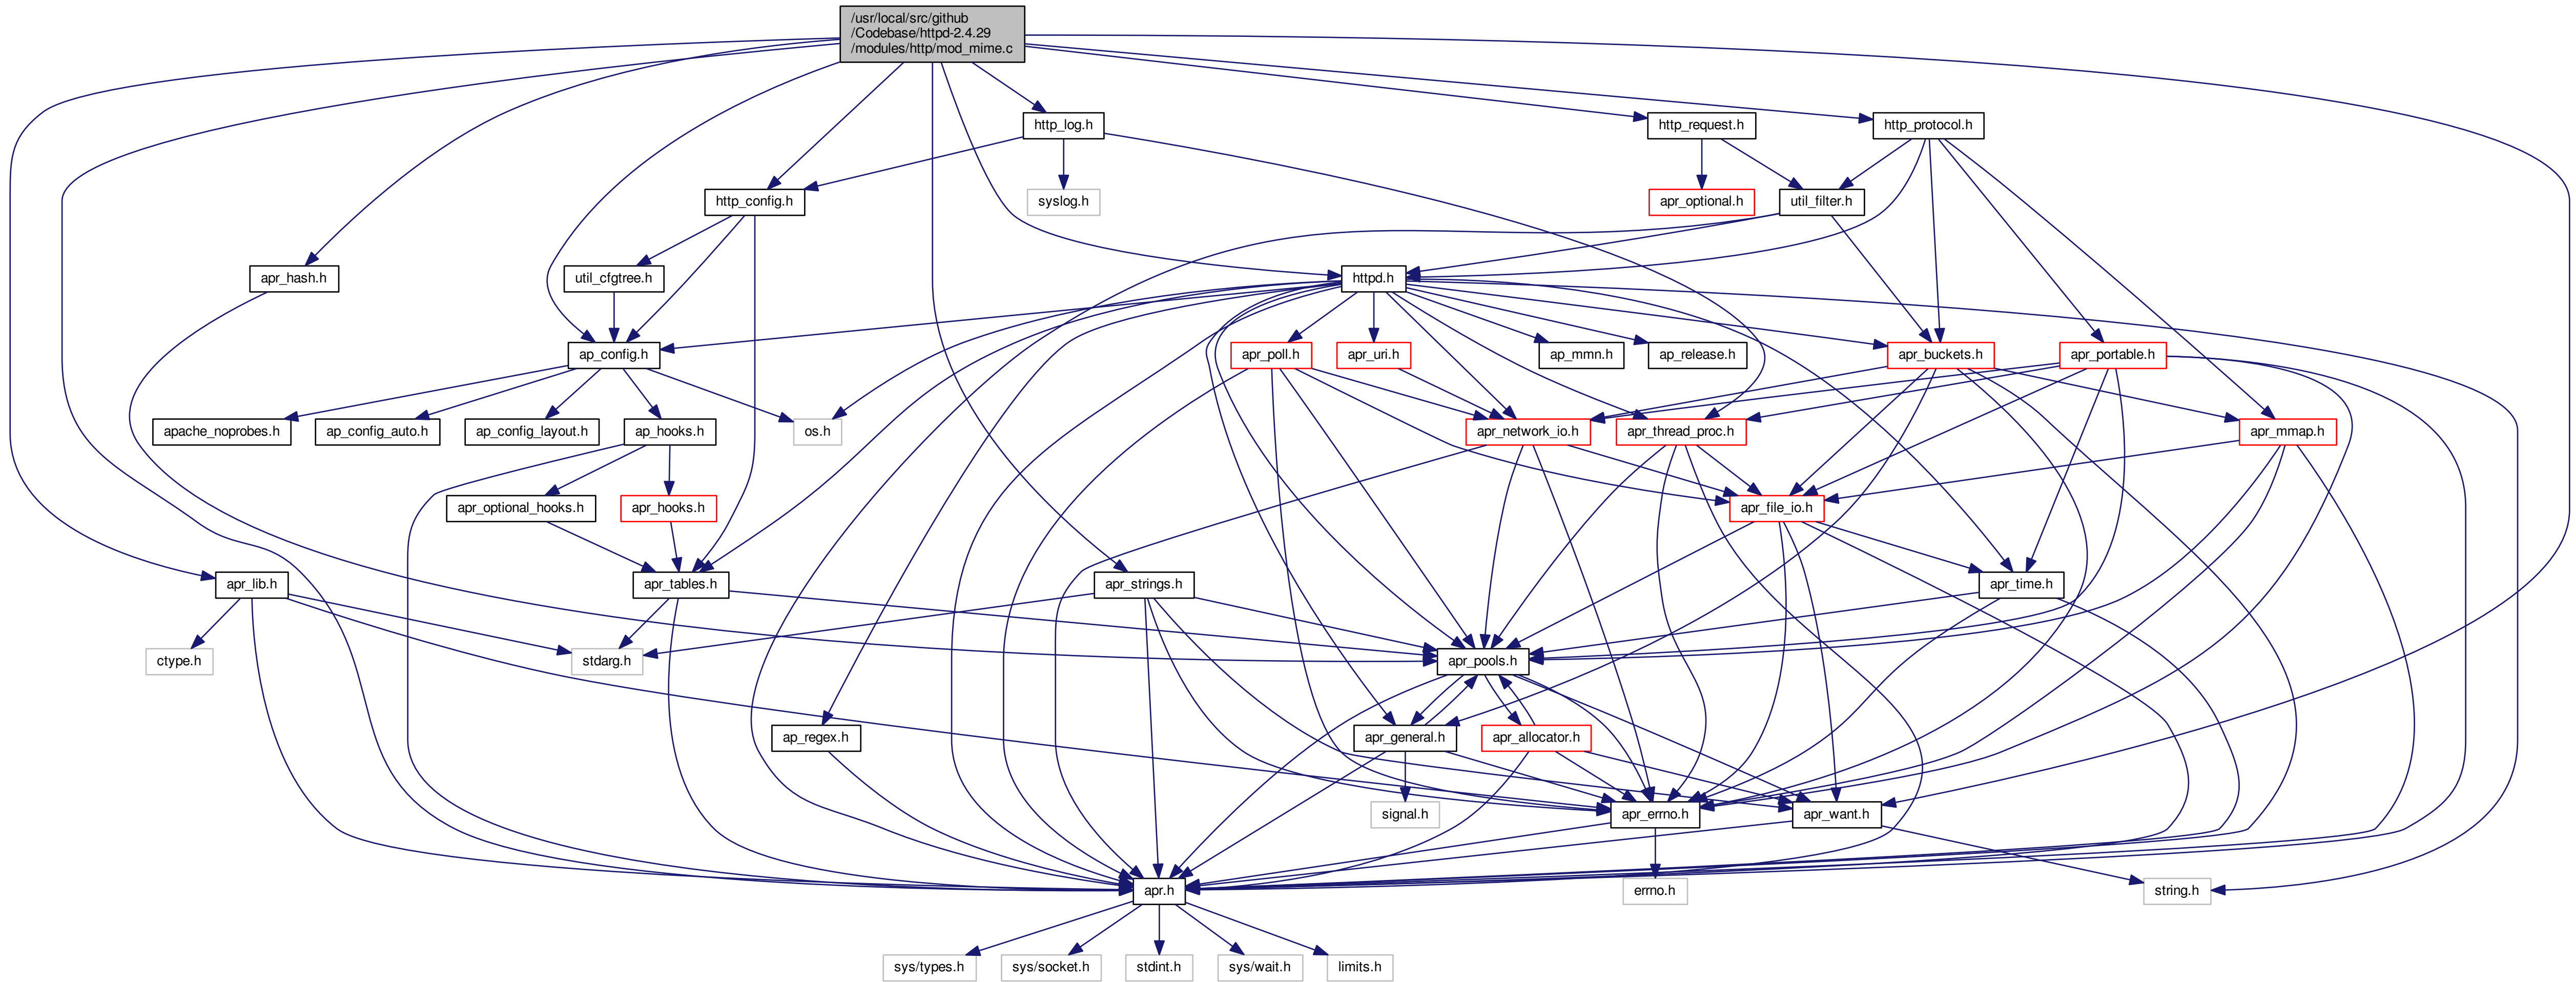 /usr/local/src/github
/Codebase/httpd-2.4.29
/modules/http/mod_mime.c
http_log.h
http_request.h
http_protocol.h
http_config.h
syslog.h
apr_optional.h
util_filter.h
apr_hash.h
util_cfgtree.h
httpd.h
ap_config.h
apr_poll.h
apr_uri.h
ap_mmn.h
ap_release.h
apr_buckets.h
apr_portable.h
apache_noprobes.h
ap_config_auto.h
ap_config_layout.h
ap_hooks.h
os.h
apr_network_io.h
apr_thread_proc.h
apr_mmap.h
apr_optional_hooks.h
apr_hooks.h
apr_file_io.h
apr_lib.h
apr_tables.h
apr_strings.h
apr_time.h
ctype.h
stdarg.h
apr_pools.h
ap_regex.h
apr_general.h
apr_allocator.h
signal.h
apr_errno.h
apr_want.h
apr.h
errno.h
string.h
sys/types.h
sys/socket.h
stdint.h
sys/wait.h
limits.h